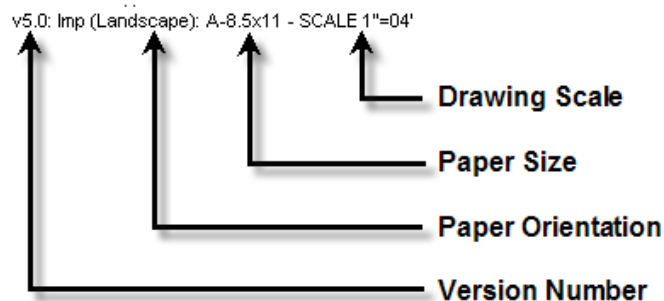 v5.0: Imp (Landscape): A-8.5x11 - SCALE 1"=04'
Drawing Scale
Paper Size
Paper Orientation
Version Number